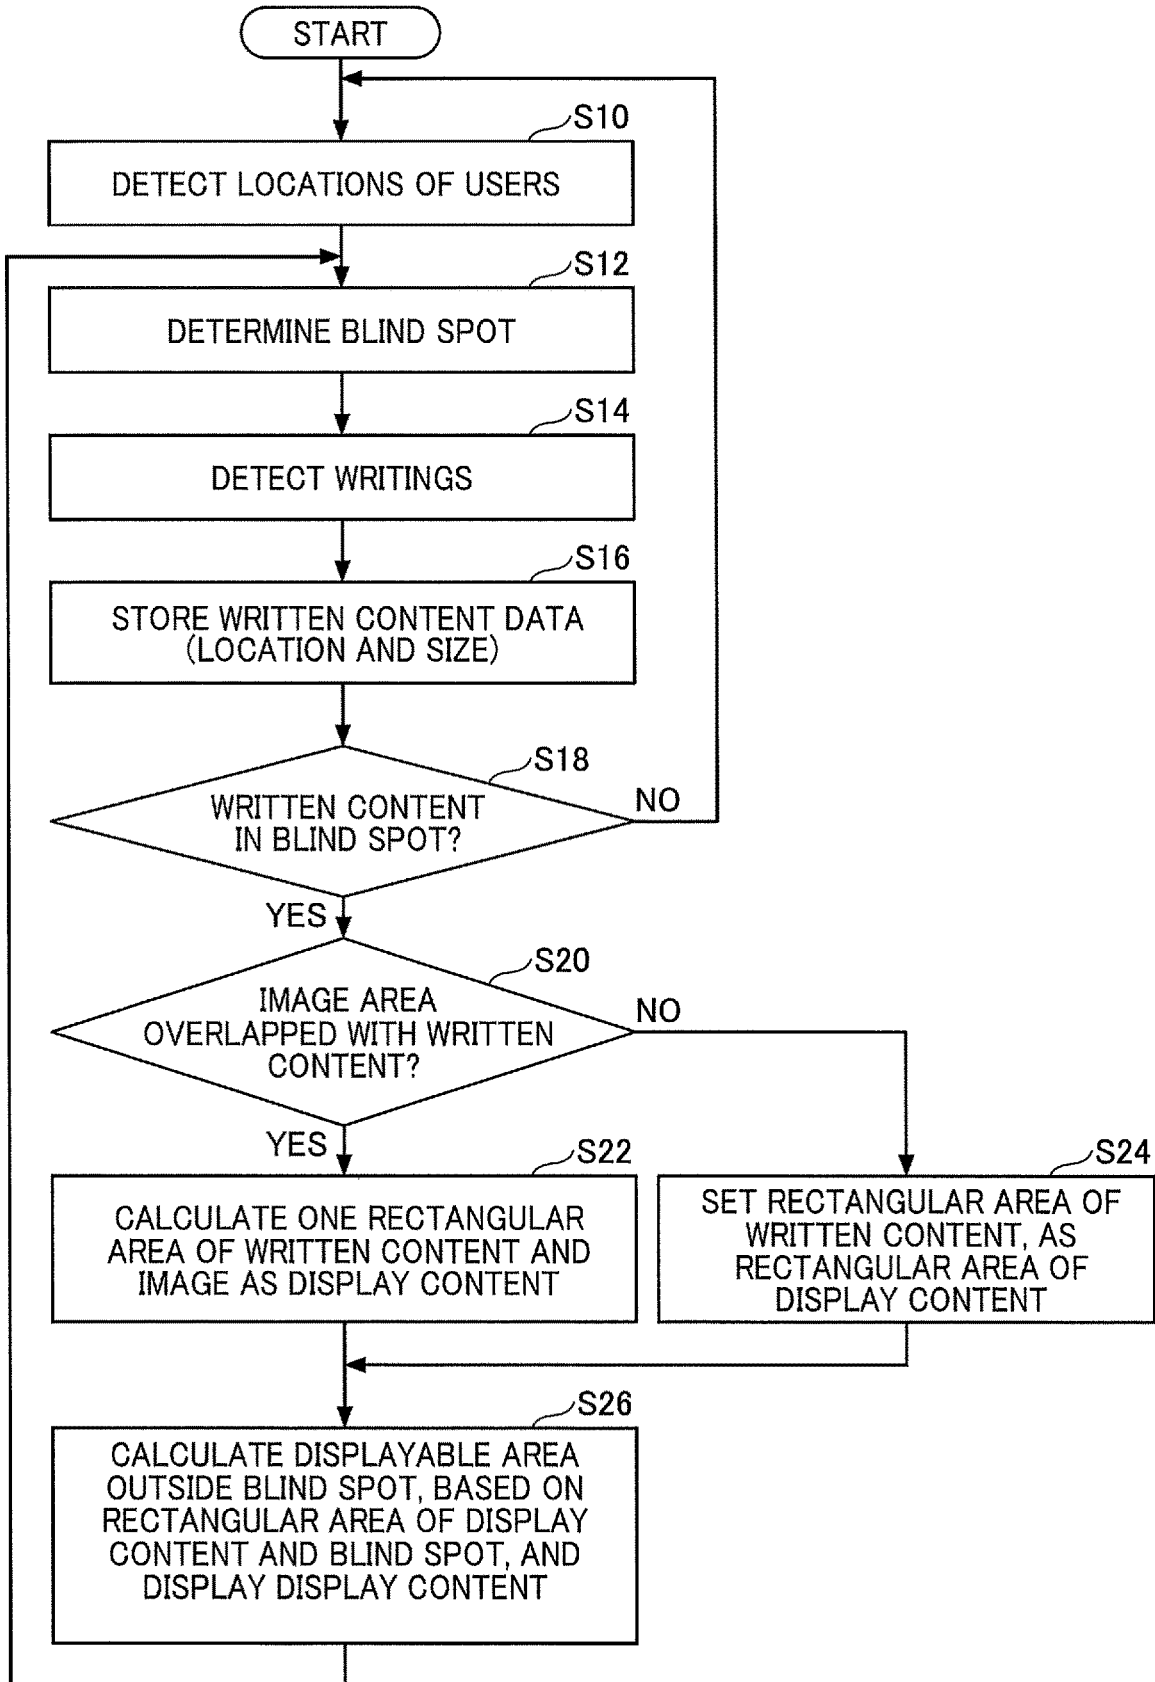 START
S10
DETECT LOCATIONS OF USERS
S12
DETERMINE BLIND SPOT
S14
DETECT WRITINGS
S16
STORE WRITTEN CONTENT DATA
(LOCATION AND SIZE)
S18
WRITTEN CONTENT
IN BLIND SPOT?
NO
YES
S20
IMAGE AREA
OVERLAPPED WITH WRITTEN
CONTENT?
NO
YES
S22
CALCULATE ONE RECTANGULAR
AREA OF WRITTEN CONTENT AND
IMAGE AS DISPLAY CONTENT
S24
SET RECTANGULAR AREA OF
WRITTEN CONTENT, AS
RECTANGULAR AREA OF
DISPLAY CONTENT
S26
CALCULATE DISPLAYABLE AREA
OUTSIDE BLIND SPOT, BASED ON
RECTANGULAR AREA OF DISPLAY
CONTENT AND BLIND SPOT, AND
DISPLAY DISPLAY CONTENT